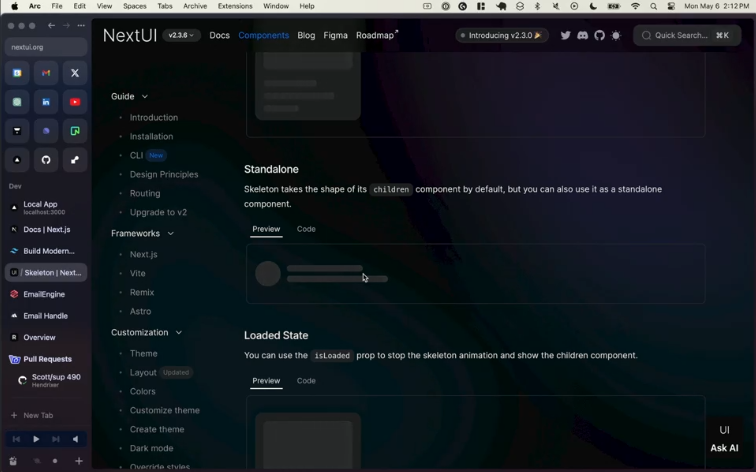 Arc File Edit View Spaces Tabs Archive Extensions Window Help
Mon May 6 2:12 PM
nextui.org
NextUI v2.3.6 Docs Components Blog Figma Roadmap Introducing v2.3.0 Quick Search... ⌘K
Dev
Local App
localhost:3000
Docs | Next.js
Build Modern...
Skeleton | Next...
EmailEngine
Email Handle
Overview
Pull Requests
Scott/sup 490
Hendrixer
New Tab
Guide
Introduction
Installation
CLI New
Design Principles
Routing
Upgrade to v2
Frameworks
Next.js
Vite
Remix
Astro
Customization
Theme
Layout Updated
Colors
Customize theme
Create theme
Dark mode
Override styles
Standalone
Skeleton takes the shape of its children component by default, but you can also use it as a standalone
component.
Preview Code
Loaded State
You can use the isLoaded prop to stop the skeleton animation and show the children component.
Preview Code
UI
Ask AI